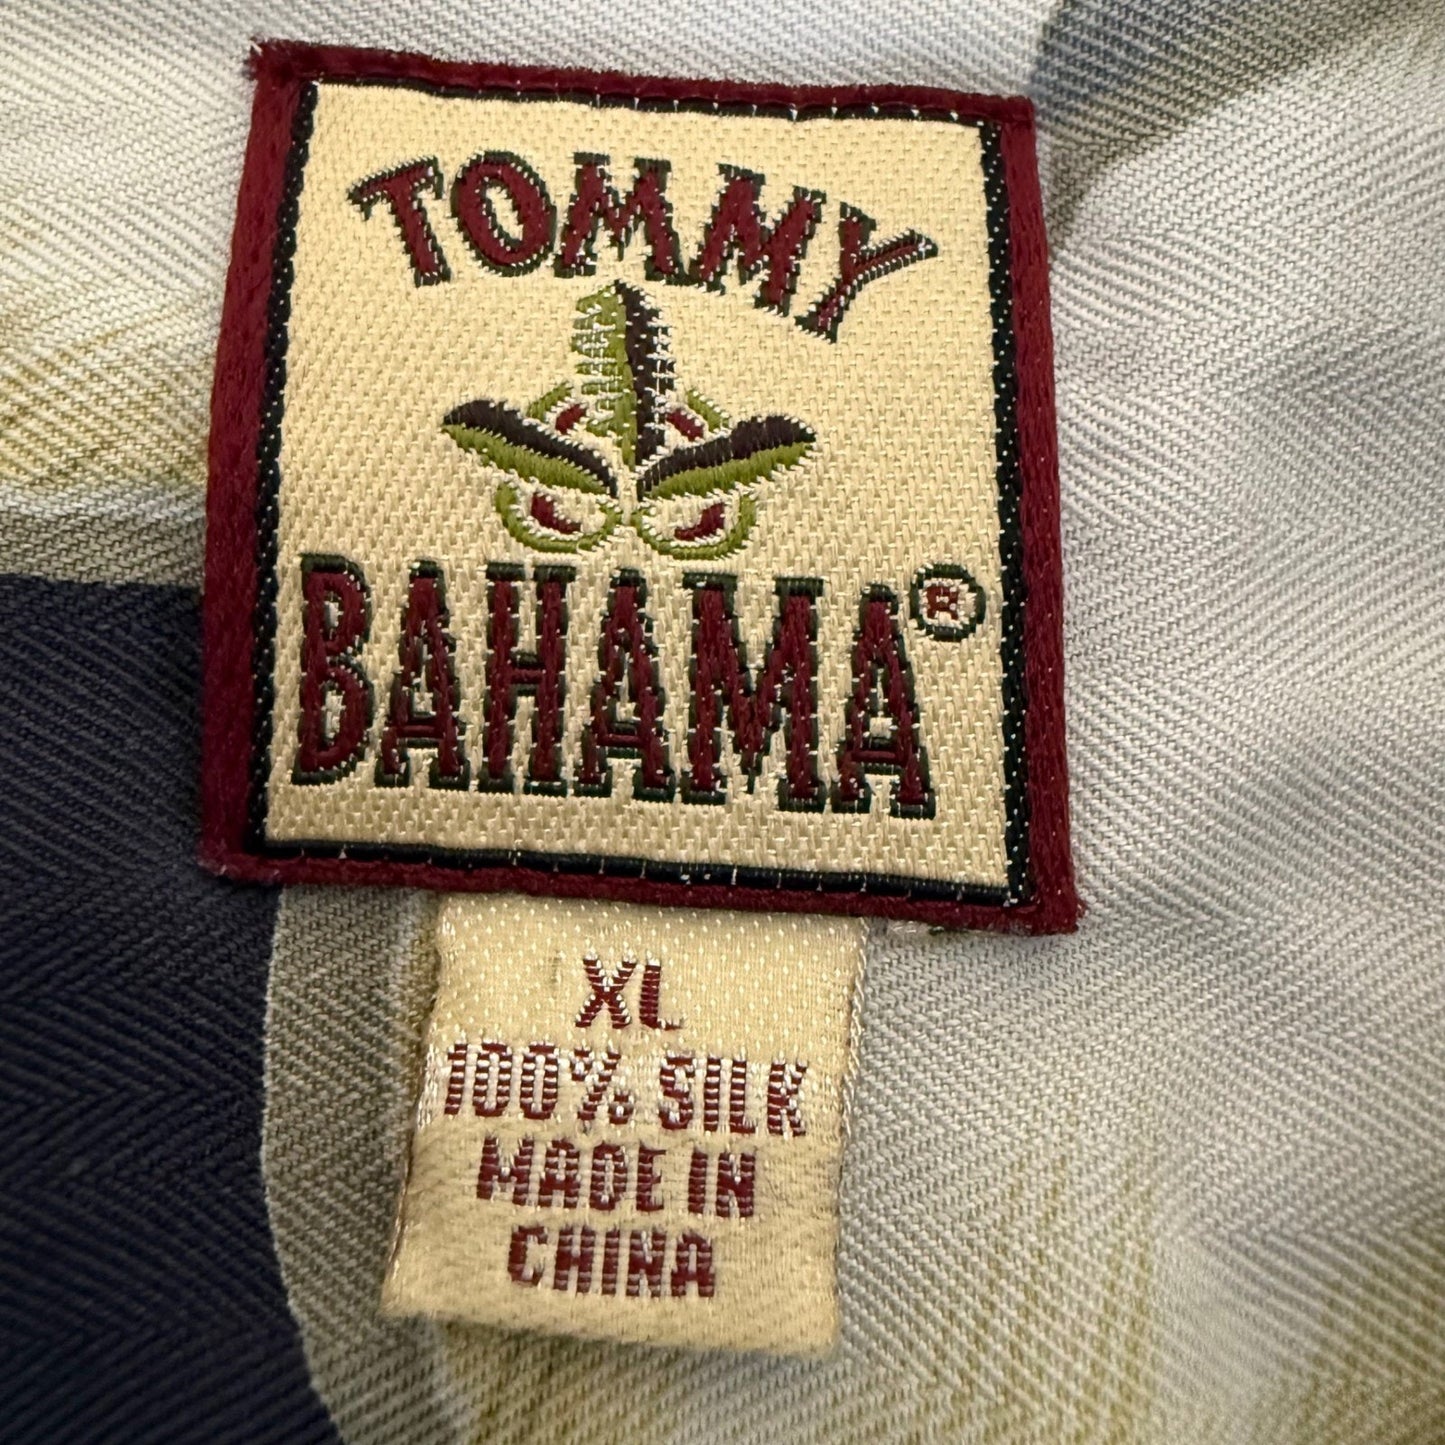 TOMMY
BAHAMA®
XL
100% SILK
MADE IN
CHINA